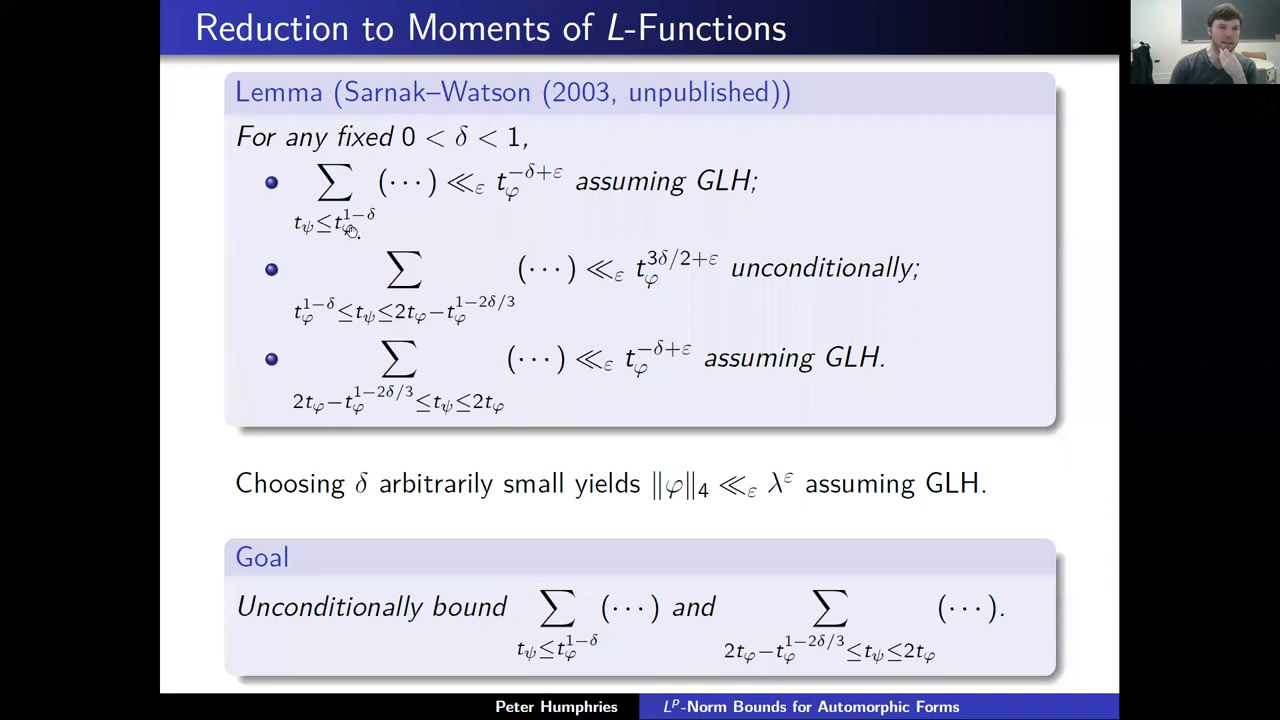 Reduction to Moments of L-Functions
Lemma (Sarnak–Watson (2003, unpublished))
For any fixed 0 < δ < 1,
• ∑_{t_ψ ≤ t_φ^{1−δ}} (⋯) ≪_ε t_φ^{−δ+ε} assuming GLH;
• ∑_{t_φ^{1−δ} ≤ t_ψ ≤ 2t_φ − t_φ^{1−2δ/3}} (⋯) ≪_ε t_φ^{3δ/2+ε} unconditionally;
• ∑_{2t_φ − t_φ^{1−2δ/3} ≤ t_ψ ≤ 2t_φ} (⋯) ≪_ε t_φ^{−δ+ε} assuming GLH.
Choosing δ arbitrarily small yields ‖φ‖_4 ≪_ε λ^ε assuming GLH.
Goal
Unconditionally bound ∑_{t_ψ ≤ t_φ^{1−δ}} (⋯) and ∑_{2t_φ − t_φ^{1−2δ/3} ≤ t_ψ ≤ 2t_φ} (⋯).
Peter Humphries L^p-Norm Bounds for Automorphic Forms